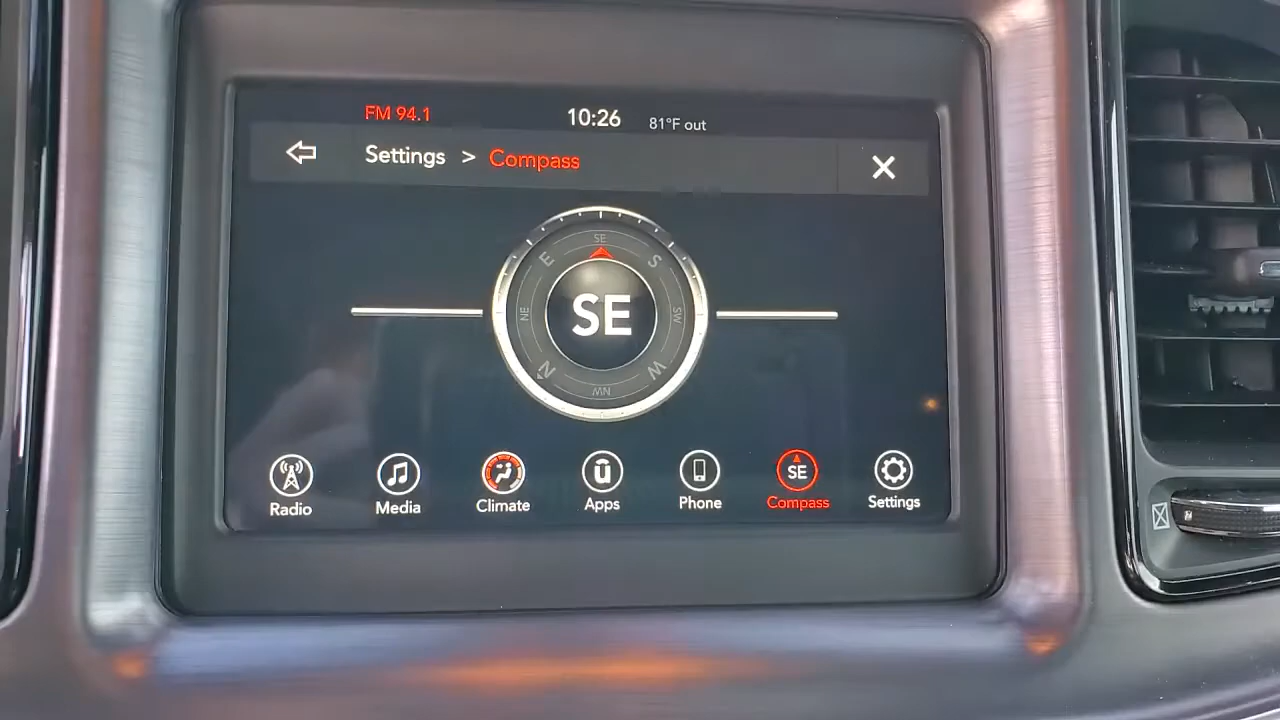 FM 94.1 10:26 81°F out
Settings > Compass
SE
E S
NE SE SW
N W
NW
SE
Radio Media Climate Apps Phone Compass Settings